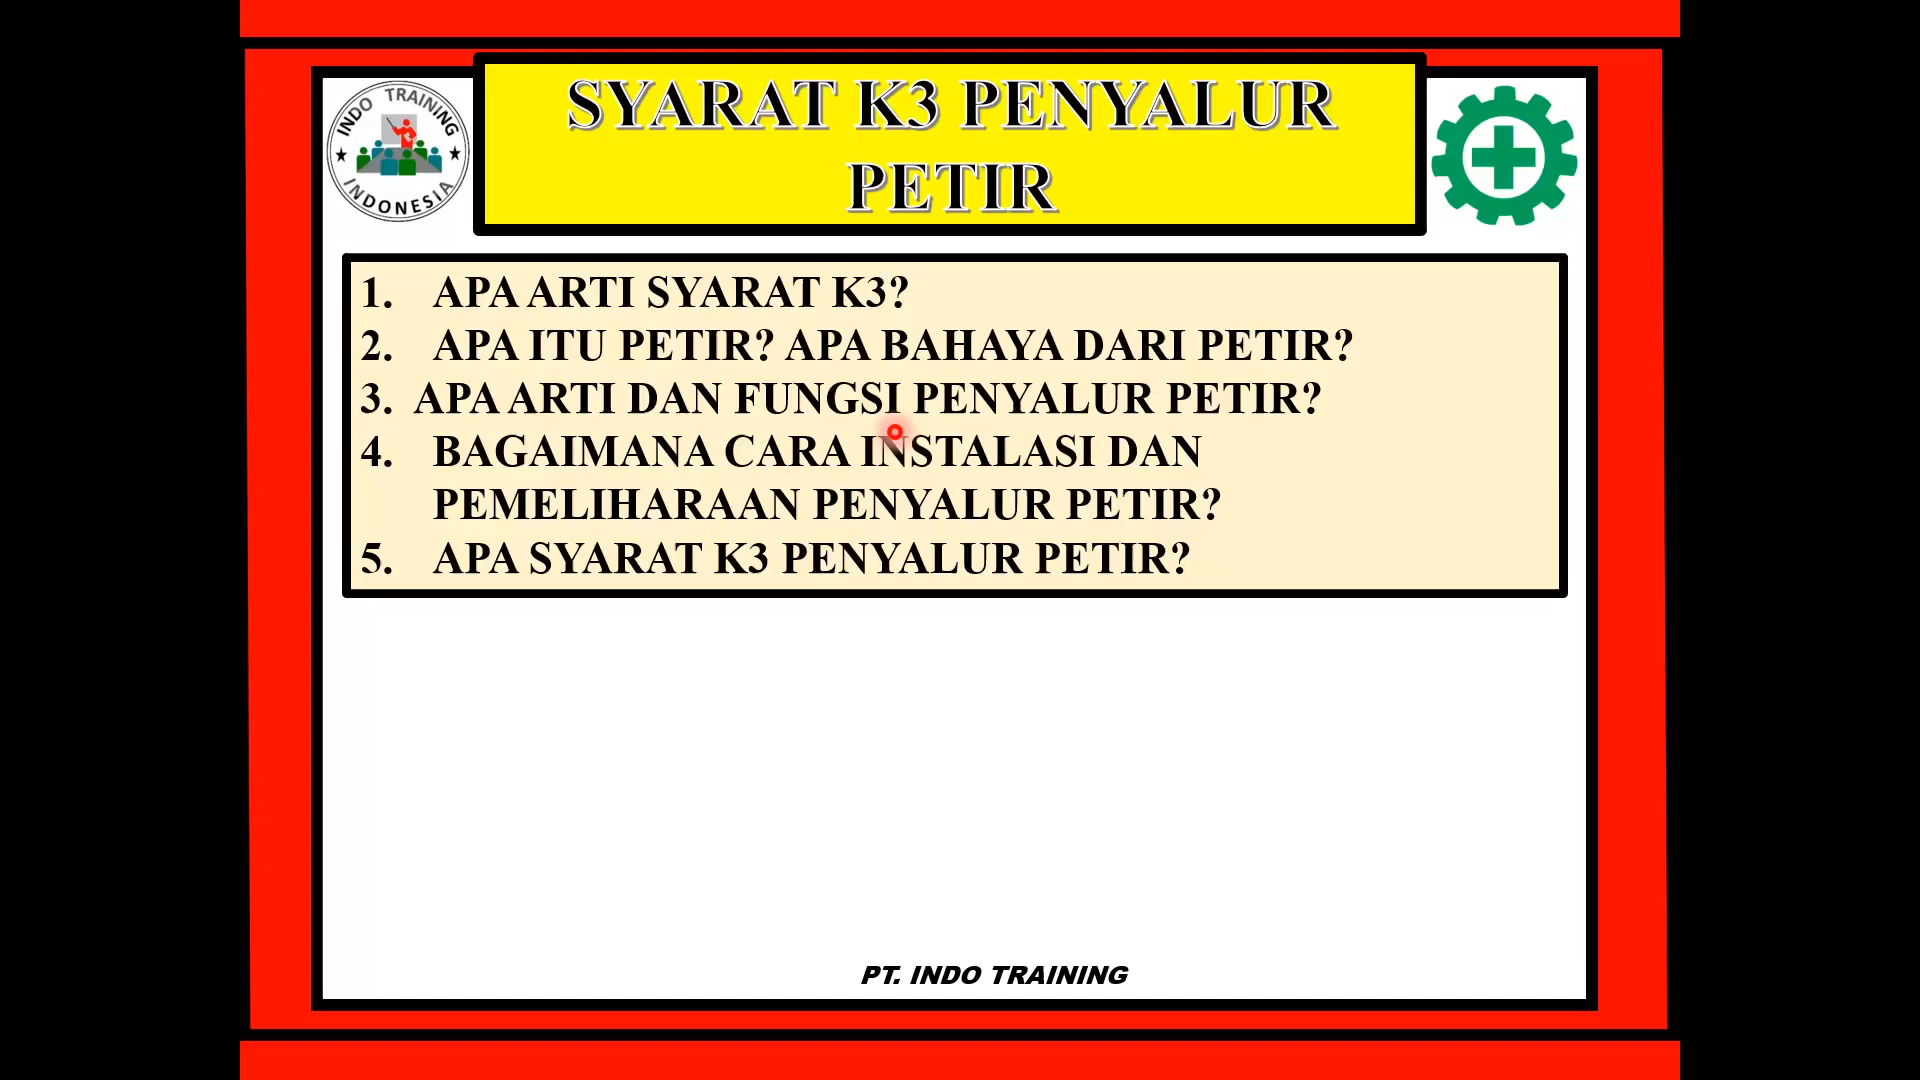 INDO TRAINING
INDONESIA
SYARAT K3 PENYALUR
PETIR
1. APA ARTI SYARAT K3?
2. APA ITU PETIR? APA BAHAYA DARI PETIR?
3. APA ARTI DAN FUNGSI PENYALUR PETIR?
4. BAGAIMANA CARA INSTALASI DAN
PEMELIHARAAN PENYALUR PETIR?
5. APA SYARAT K3 PENYALUR PETIR?
PT. INDO TRAINING